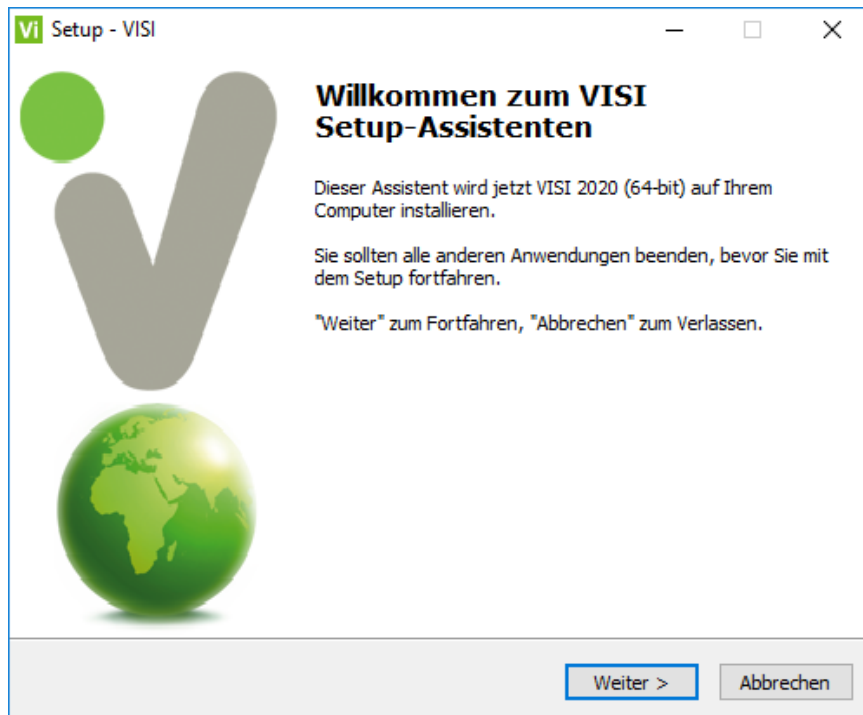 Vi Setup - VISI
Willkommen zum VISI
Setup-Assistenten
Dieser Assistent wird jetzt VISI 2020 (64-bit) auf Ihrem
Computer installieren.
Sie sollten alle anderen Anwendungen beenden, bevor Sie mit
dem Setup fortfahren.
"Weiter" zum Fortfahren, "Abbrechen" zum Verlassen.
Weiter > Abbrechen